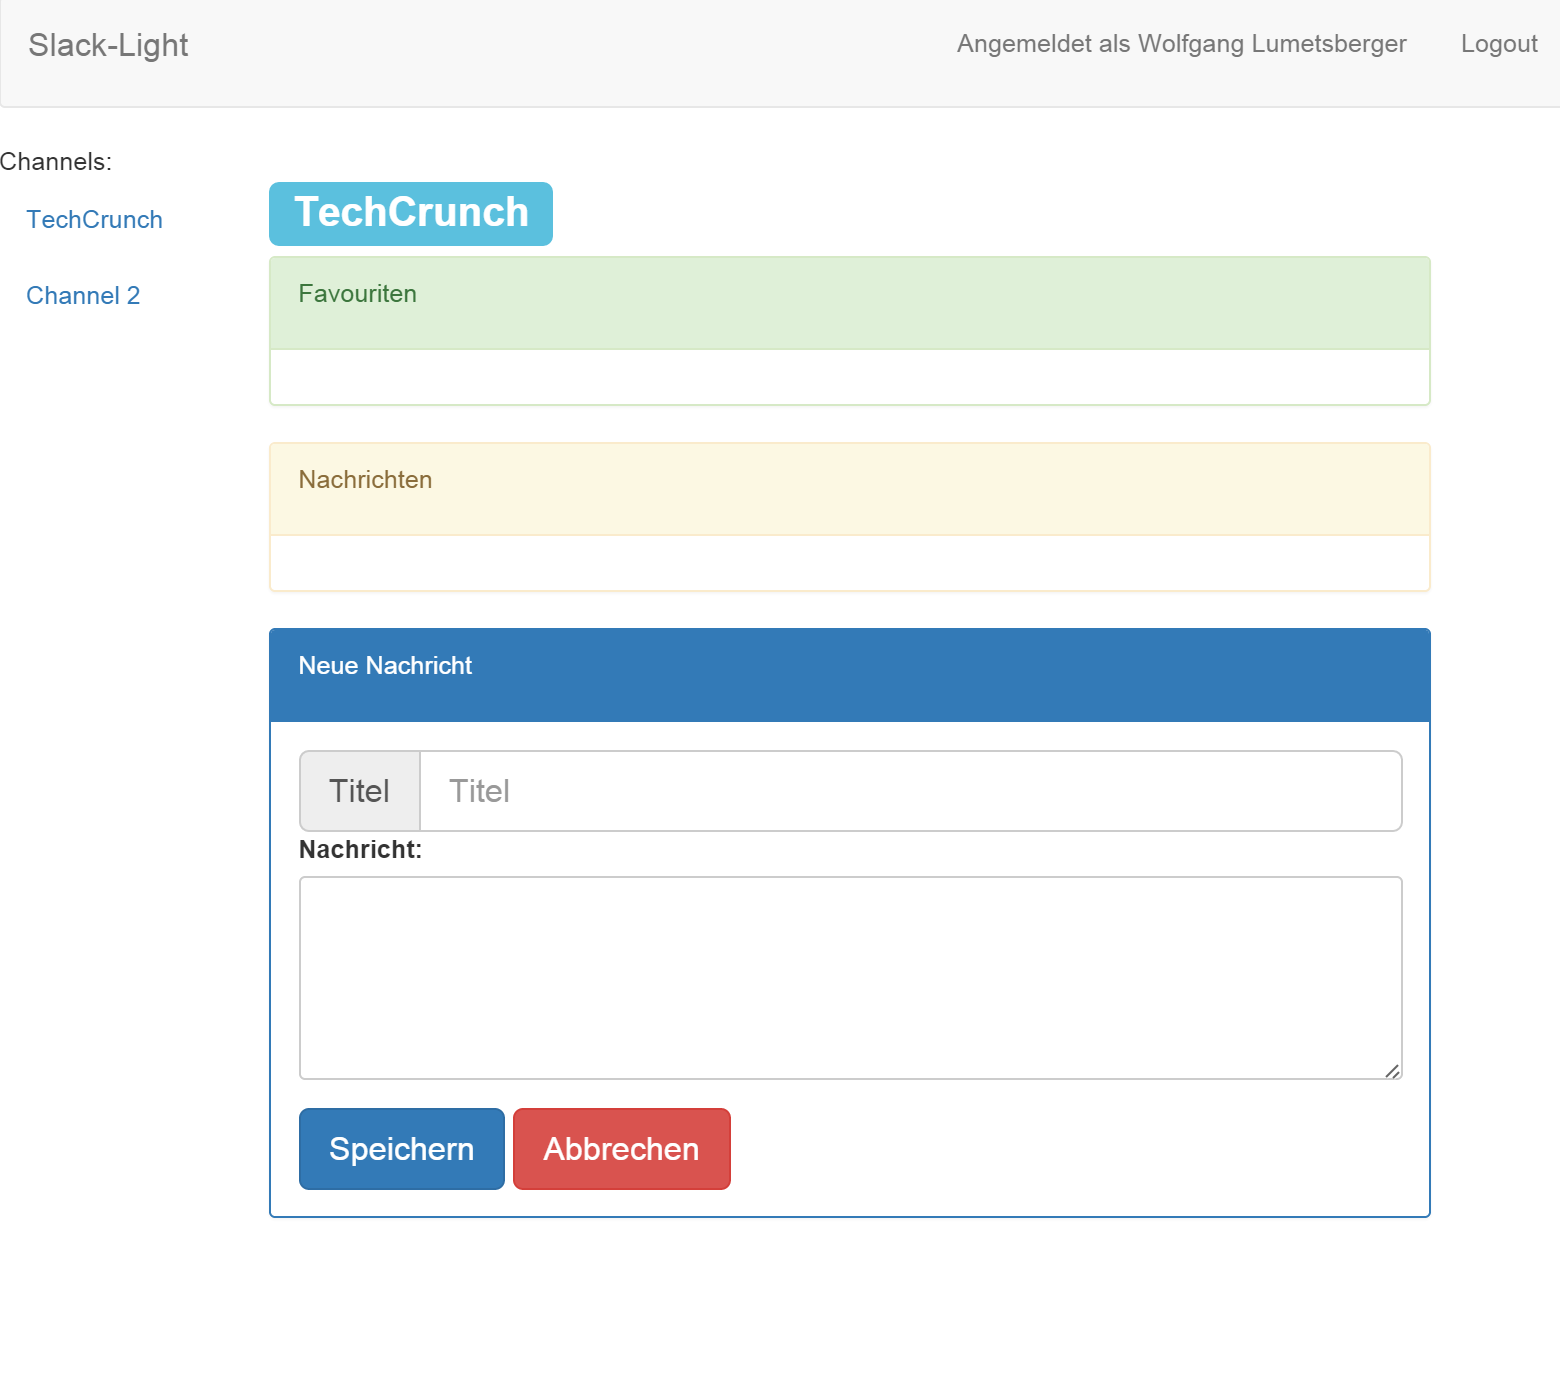 Slack-Light
Angemeldet als Wolfgang Lumetsberger
Logout
Channels:
TechCrunch
Channel 2
TechCrunch
Favouriten
Nachrichten
Neue Nachricht
Titel
Titel
Nachricht:
Speichern
Abbrechen